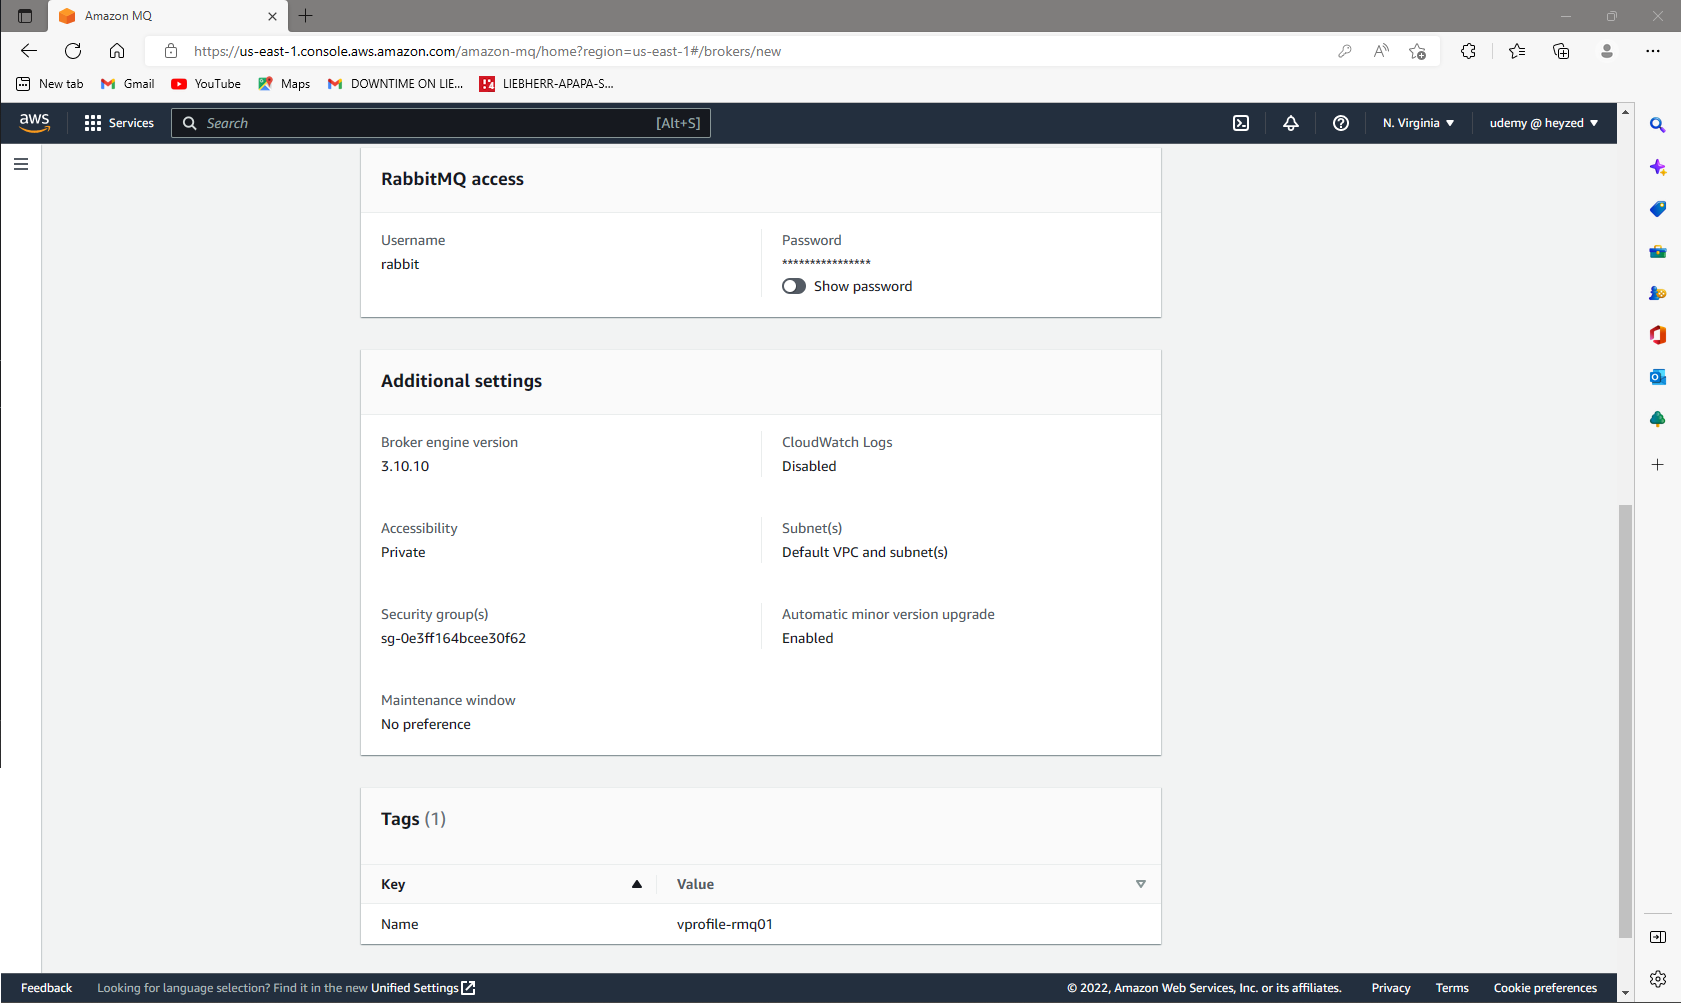 Amazon MQ
https://us-east-1.console.aws.amazon.com/amazon-mq/home?region=us-east-1#/brokers/new
New tab Gmail YouTube Maps DOWNTIME ON LIE... LIEBHERR-APAPA-S...
aws Services Search [Alt+S] N. Virginia udemy @ heyzed
RabbitMQ access
Username Password
rabbit ****************
Show password
Additional settings
Broker engine version CloudWatch Logs
3.10.10 Disabled
Accessibility Subnet(s)
Private Default VPC and subnet(s)
Security group(s) Automatic minor version upgrade
sg-0e3ff164bcee30f62 Enabled
Maintenance window
No preference
Tags (1)
Key Value
Name vprofile-rmq01
Feedback Looking for language selection? Find it in the new Unified Settings © 2022, Amazon Web Services, Inc. or its affiliates. Privacy Terms Cookie preferences